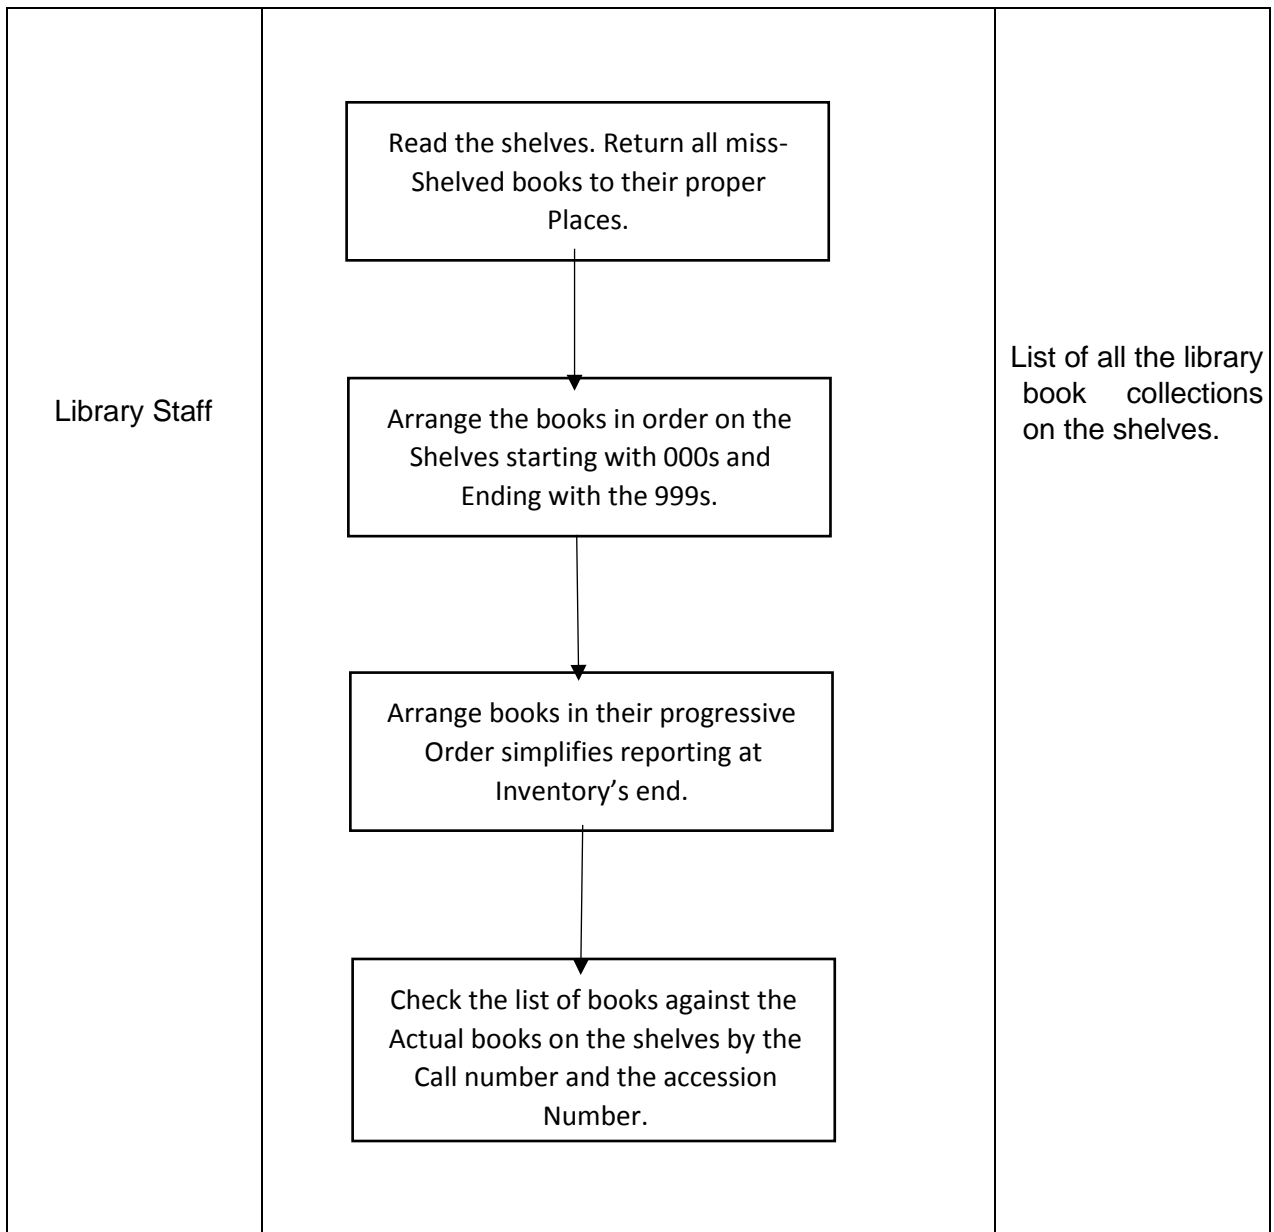 Library Staff
Read the shelves. Return all miss-
Shelved books to their proper
Places.
Arrange the books in order on the
Shelves starting with 000s and
Ending with the 999s.
Arrange books in their progressive
Order simplifies reporting at
Inventory’s end.
Check the list of books against the
Actual books on the shelves by the
Call number and the accession
Number.
List of all the library
book collections
on the shelves.